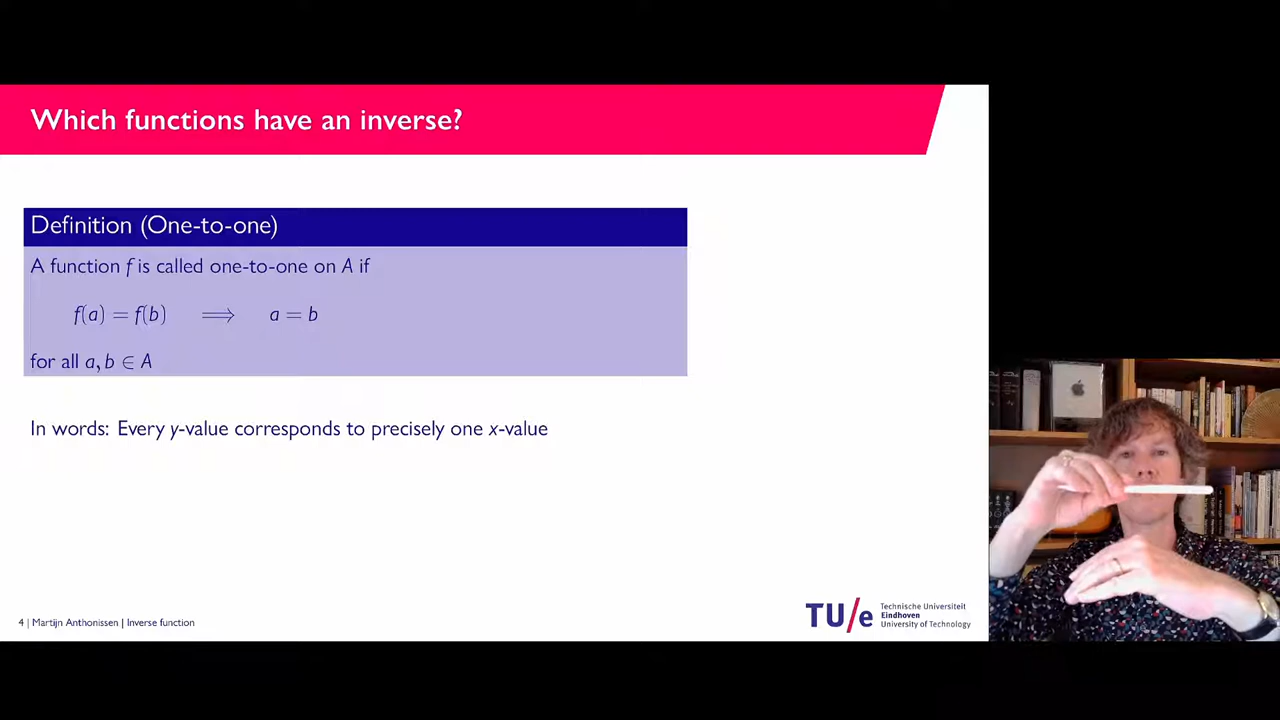 Which functions have an inverse?
Definition (One-to-one)
A function f is called one-to-one on A if
f(a) = f(b) ⟹ a = b
for all a, b ∈ A
In words: Every y-value corresponds to precisely one x-value
4 | Martijn Anthonissen | Inverse function
TU/e
Technische Universiteit
Eindhoven
University of Technology